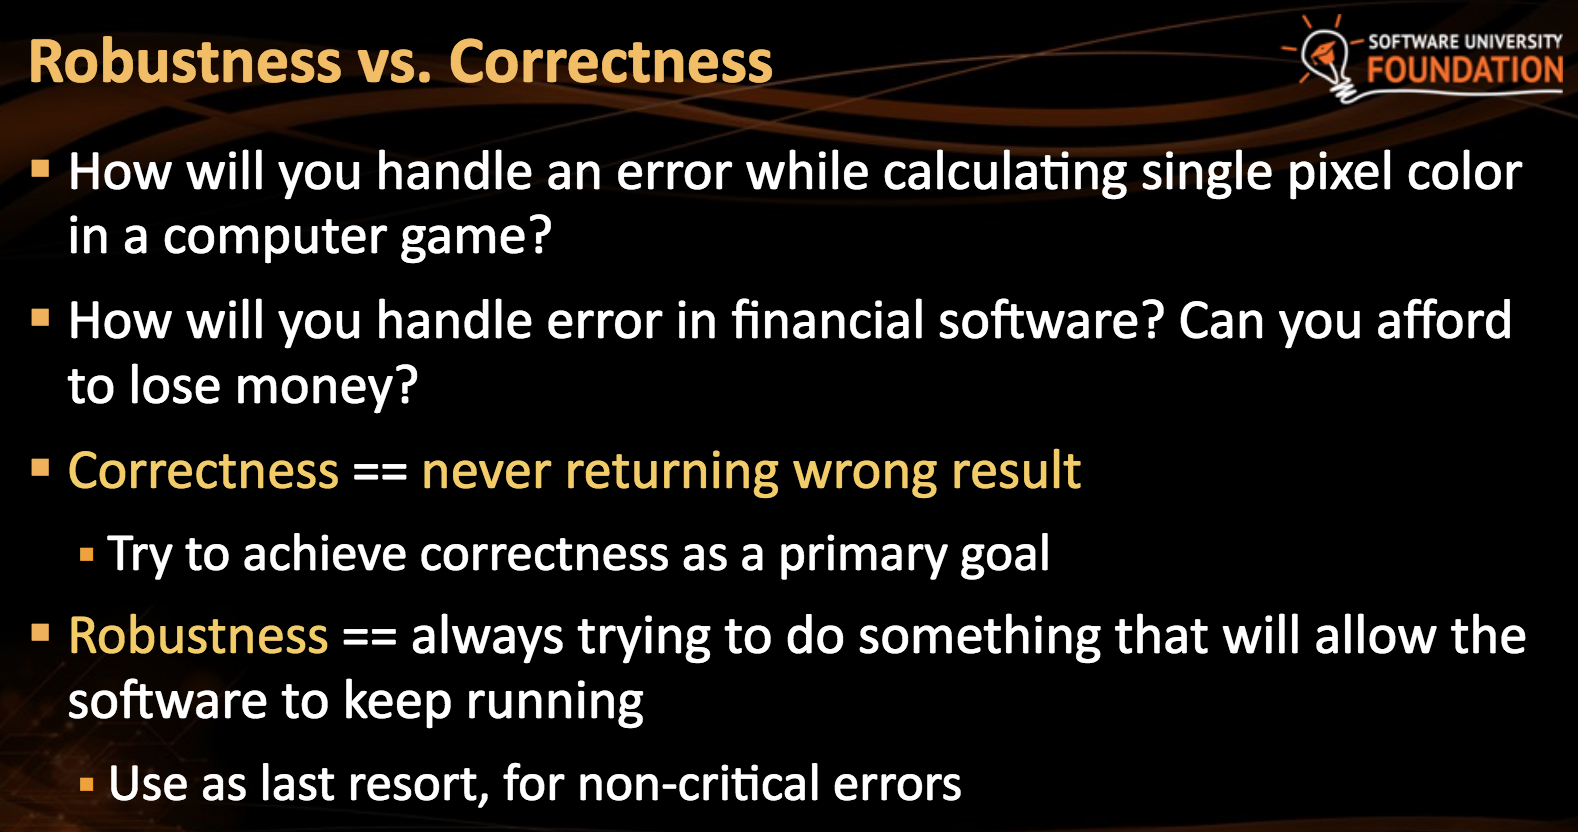 Robustness vs. Correctness
SOFTWARE UNIVERSITY
FOUNDATION
▪ How will you handle an error while calculating single pixel color
in a computer game?
▪ How will you handle error in financial software? Can you afford
to lose money?
▪ Correctness == never returning wrong result
▪ Try to achieve correctness as a primary goal
▪ Robustness == always trying to do something that will allow the
software to keep running
▪ Use as last resort, for non-critical errors